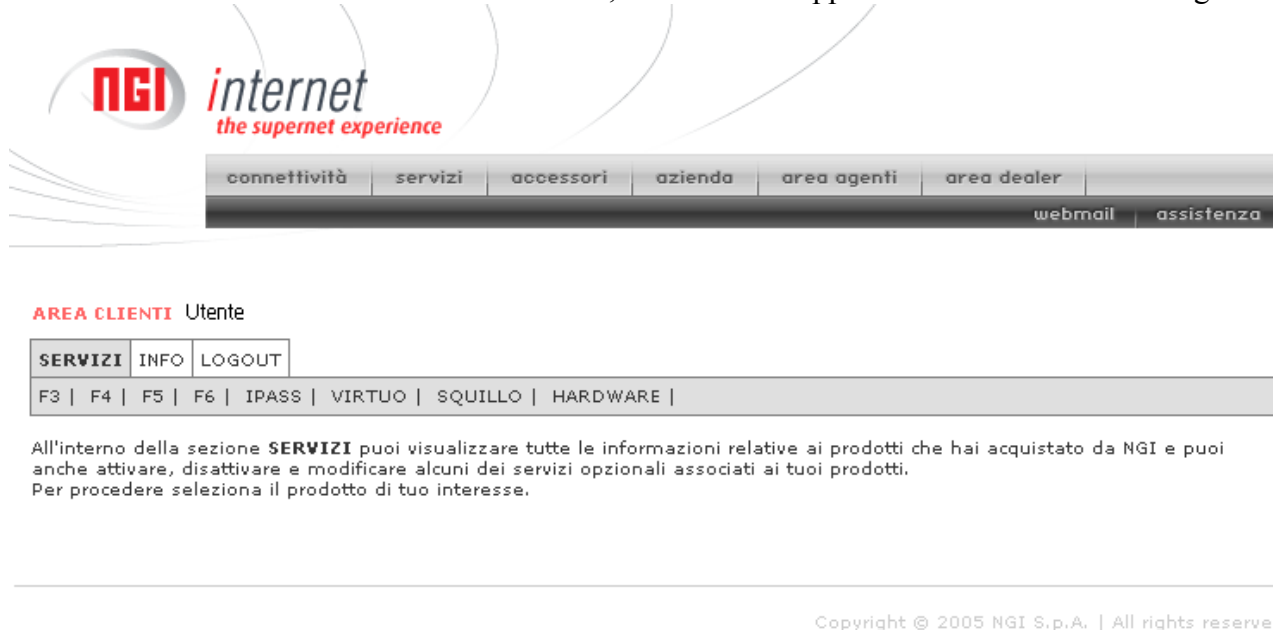 NGI internet
the supernet experience
connettività servizi accessori azienda area agenti area dealer
webmail assistenza
AREA CLIENTI Utente
SERVIZI INFO LOGOUT
F3 | F4 | F5 | F6 | IPASS | VIRTUO | SQUILLO | HARDWARE |
All'interno della sezione SERVIZI puoi visualizzare tutte le informazioni relative ai prodotti che hai acquistato da NGI e puoi
anche attivare, disattivare e modificare alcuni dei servizi opzionali associati ai tuoi prodotti.
Per procedere seleziona il prodotto di tuo interesse.
Copyright © 2005 NGI S.p.A. | All rights reserve